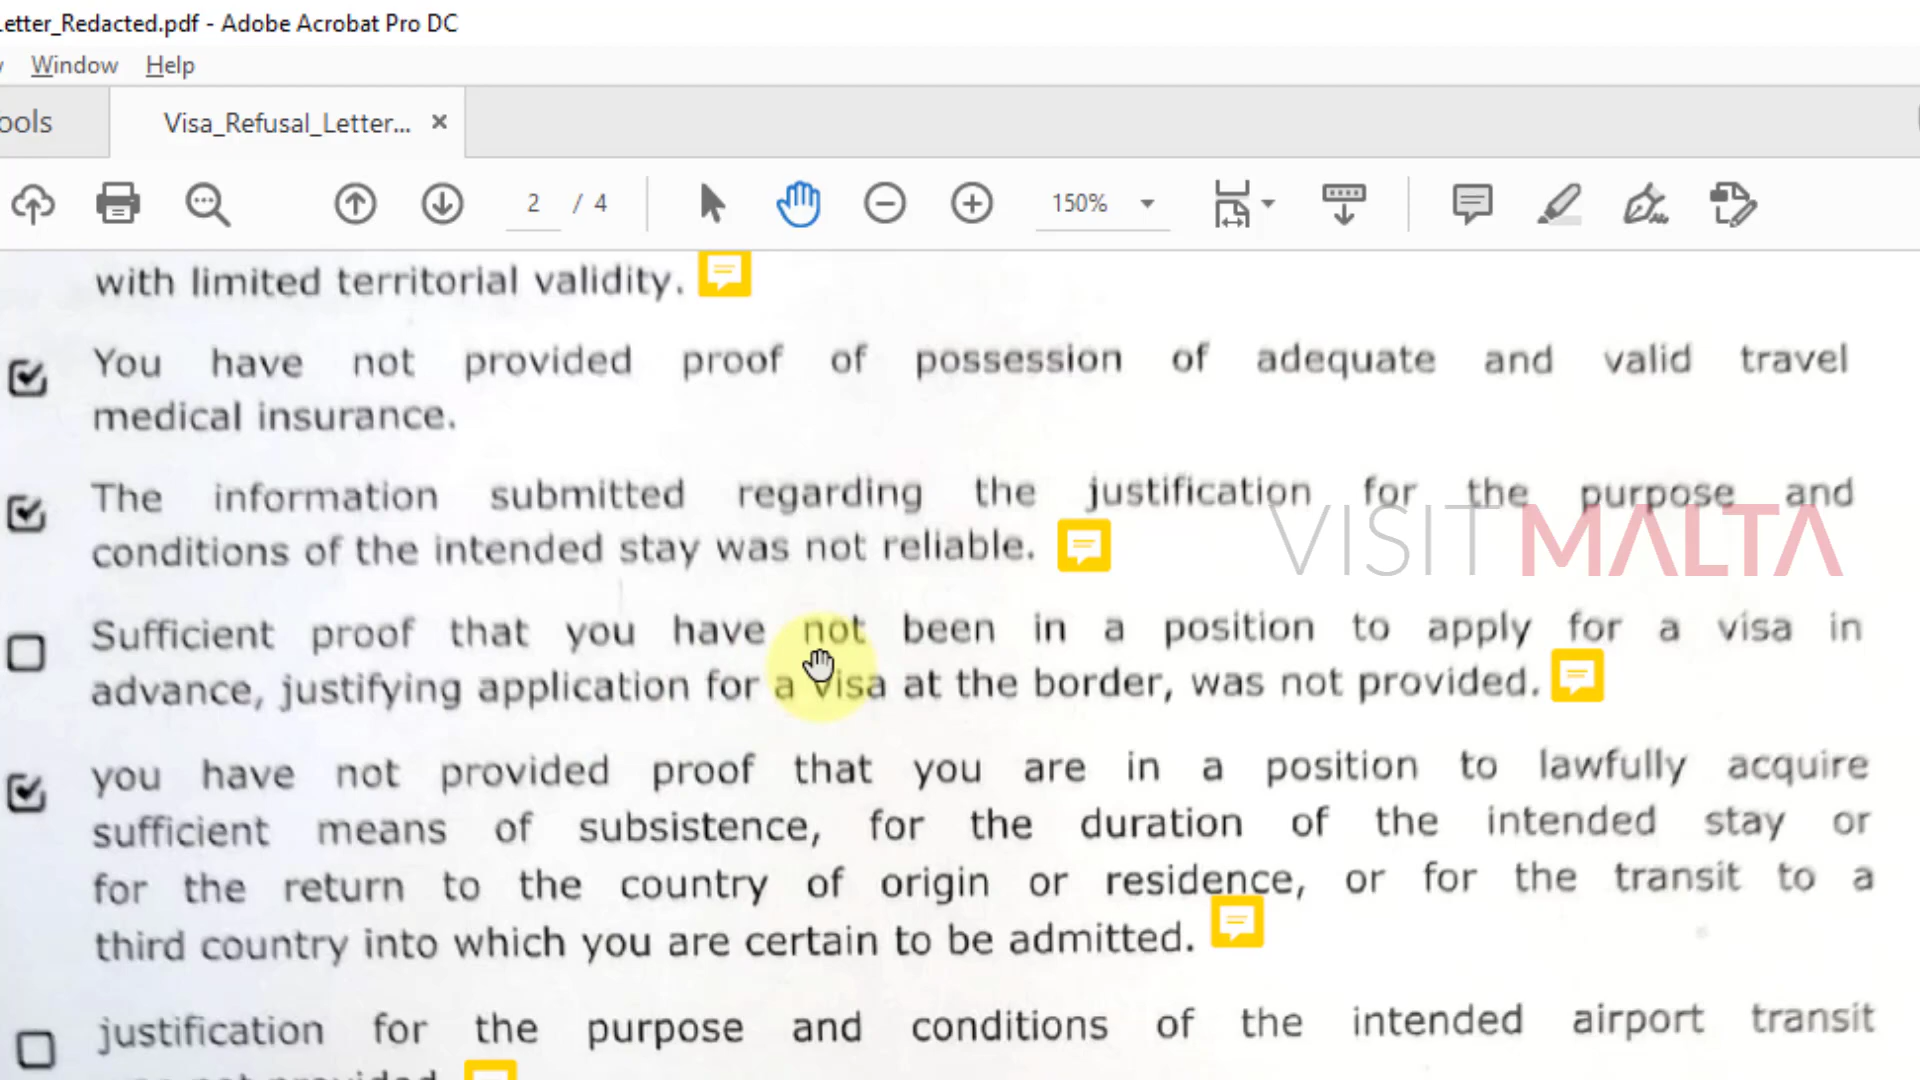 etter_Redacted.pdf - Adobe Acrobat Pro DC
Window Help
ools Visa_Refusal_Letter... ×
2 / 4 150%
with limited territorial validity.
You have not provided proof of possession of adequate and valid travel
medical insurance.
The information submitted regarding the justification for the purpose and
conditions of the intended stay was not reliable.
VISITMALTA
Sufficient proof that you have not been in a position to apply for a visa in
advance, justifying application for a visa at the border, was not provided.
you have not provided proof that you are in a position to lawfully acquire
sufficient means of subsistence, for the duration of the intended stay or
for the return to the country of origin or residence, or for the transit to a
third country into which you are certain to be admitted.
justification for the purpose and conditions of the intended airport transit
not provided.